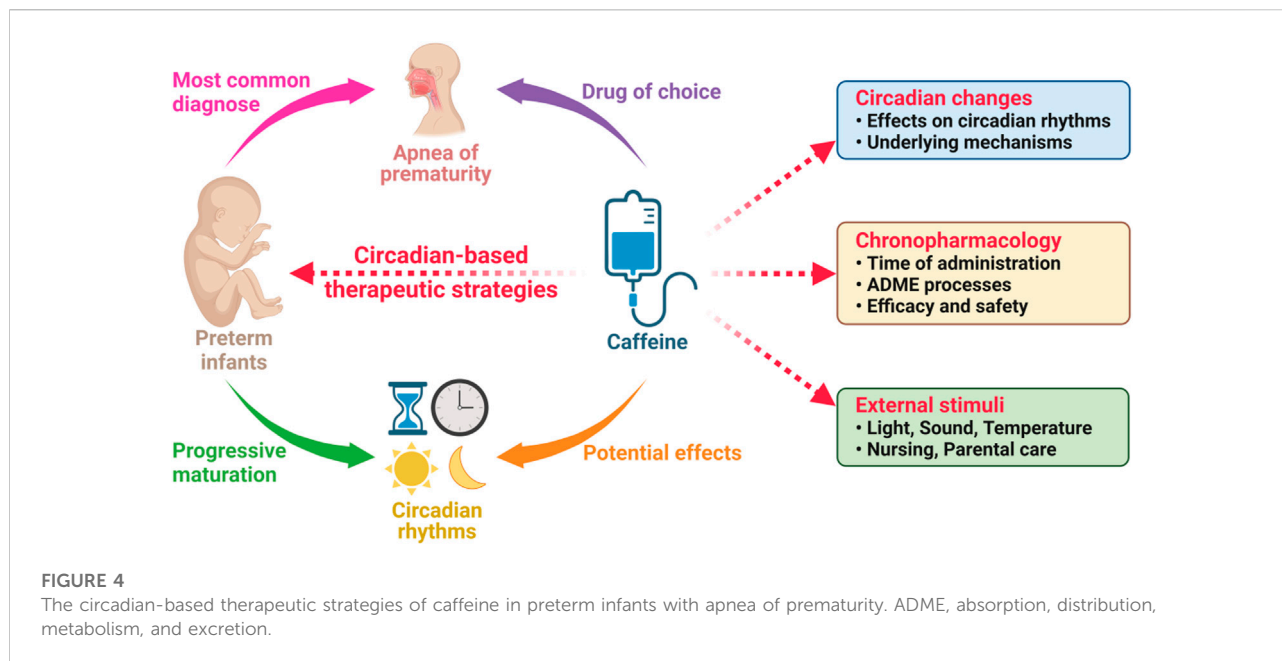 Most common
diagnose
Apnea of
prematurity
Drug of choice
Preterm
infants
Circadian-based
therapeutic strategies
Caffeine
Progressive
maturation
Circadian
rhythms
Potential effects
Circadian changes
• Effects on circadian rhythms
• Underlying mechanisms
Chronopharmacology
• Time of administration
• ADME processes
• Efficacy and safety
External stimuli
• Light, Sound, Temperature
• Nursing, Parental care
FIGURE 4
The circadian-based therapeutic strategies of caffeine in preterm infants with apnea of prematurity. ADME, absorption, distribution,
metabolism, and excretion.